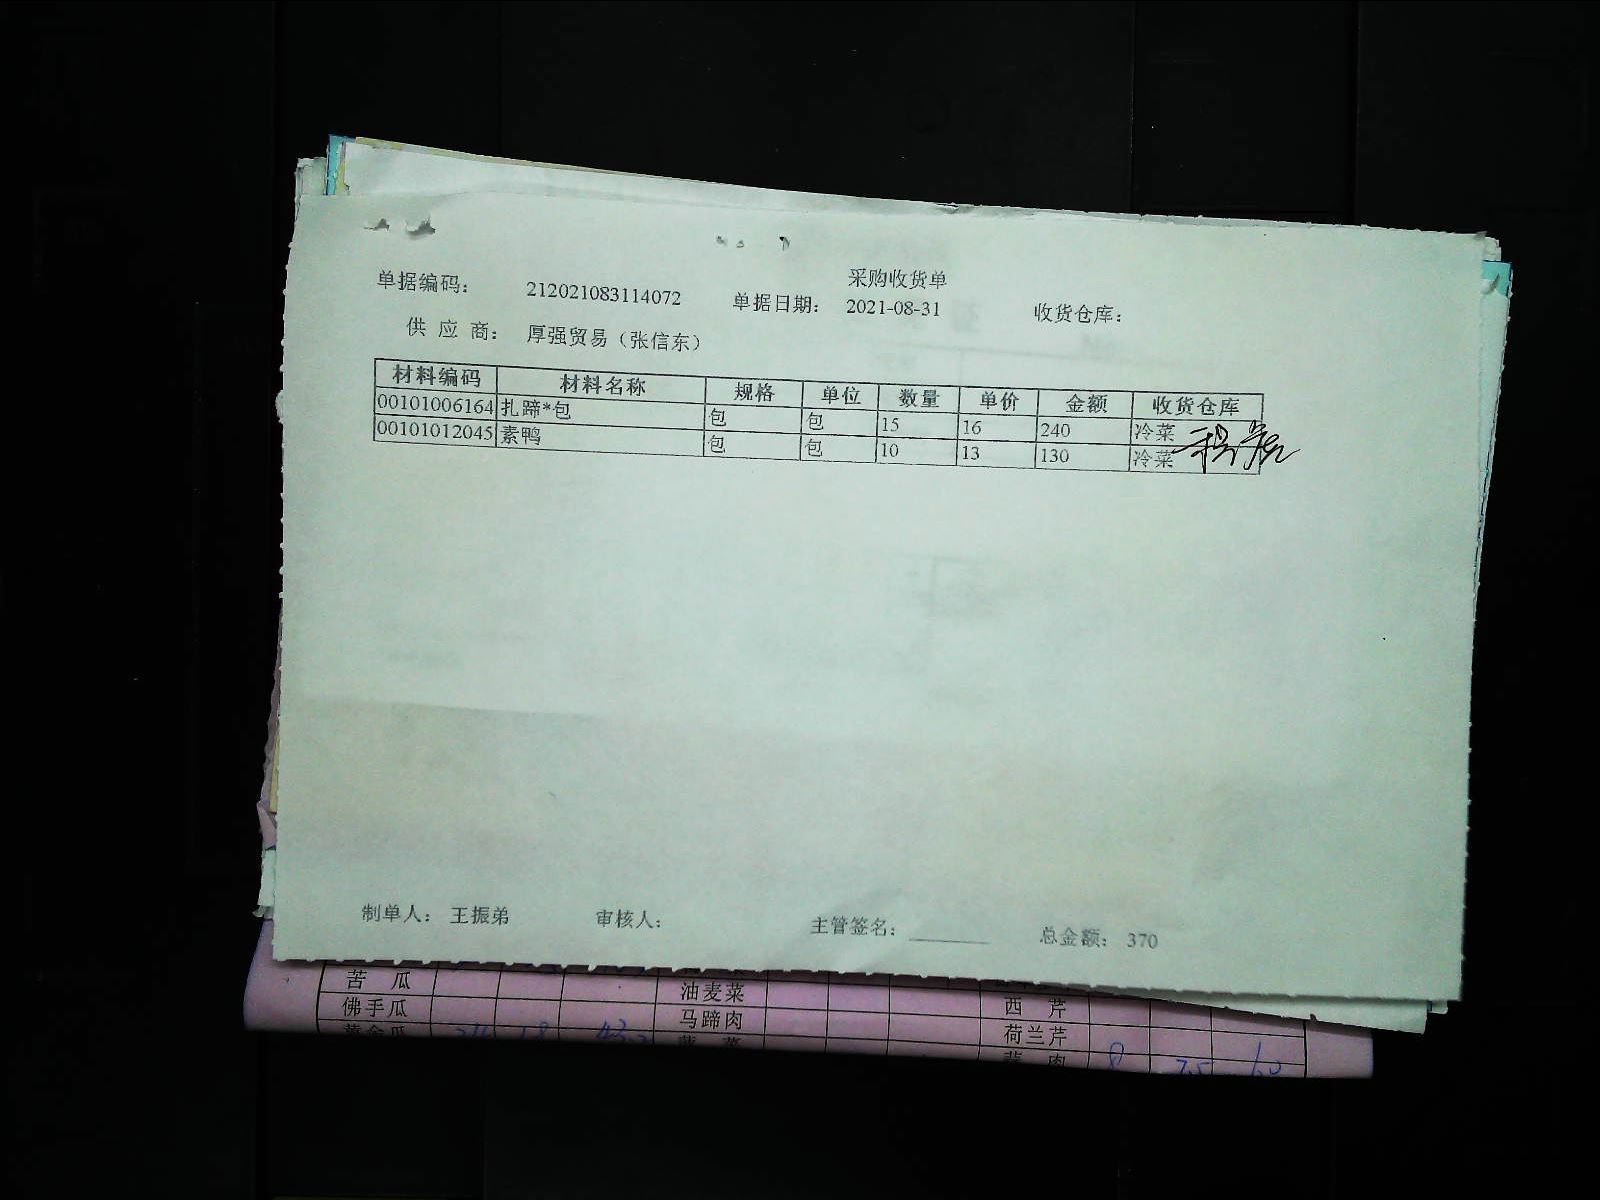 采购收货单
单据编码： 212021083114072 单据日期： 2021-08-31 收货仓库：
供 应 商： 厚强贸易（张信东）
材料编码 材料名称 规格 单位 数量 单价 金额 收货仓库
00101006164 扎蹄*包 包 包 15 16 240 冷菜
00101012045 素鸭 包 包 10 13 130 冷菜
制单人： 王振弟 审核人： 主管签名： 总金额： 370
苦 瓜 油麦菜 西 芹
佛手瓜 马蹄肉 荷兰芹